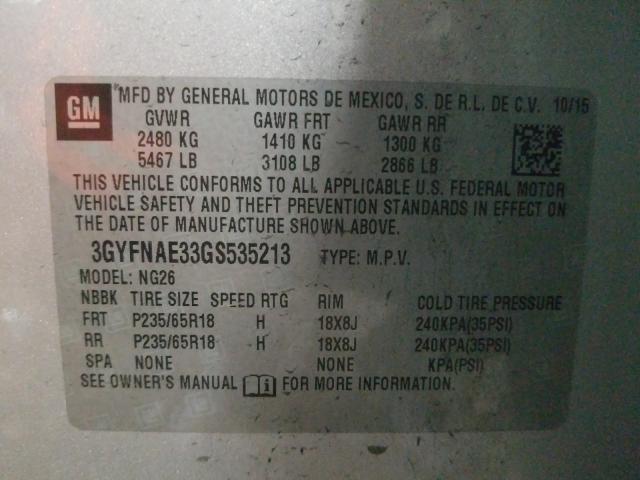 GM
*MFD BY GENERAL MOTORS DE MEXICO, S. DE R.L. DE C.V. 10/15
GVWR GAWR FRT GAWR RR
2480 KG 1410 KG 1300 KG
5467 LB 3108 LB 2866 LB
THIS VEHICLE CONFORMS TO ALL APPLICABLE U.S. FEDERAL MOTOR
VEHICLE SAFETY AND THEFT PREVENTION STANDARDS IN EFFECT ON
THE DATE OF MANUFACTURE SHOWN ABOVE.
3GYFNAE33GS535213 TYPE: M.P.V.
MODEL: NG26
NBBK TIRE SIZE SPEED RTG RIM COLD TIRE PRESSURE
FRT P235/65R18 H 18X8J 240KPA(35PSI)
RR P235/65R18 H 18X8J 240KPA(35PSI)
SPA NONE NONE KPA(PSI)
SEE OWNER'S MANUAL FOR MORE INFORMATION.